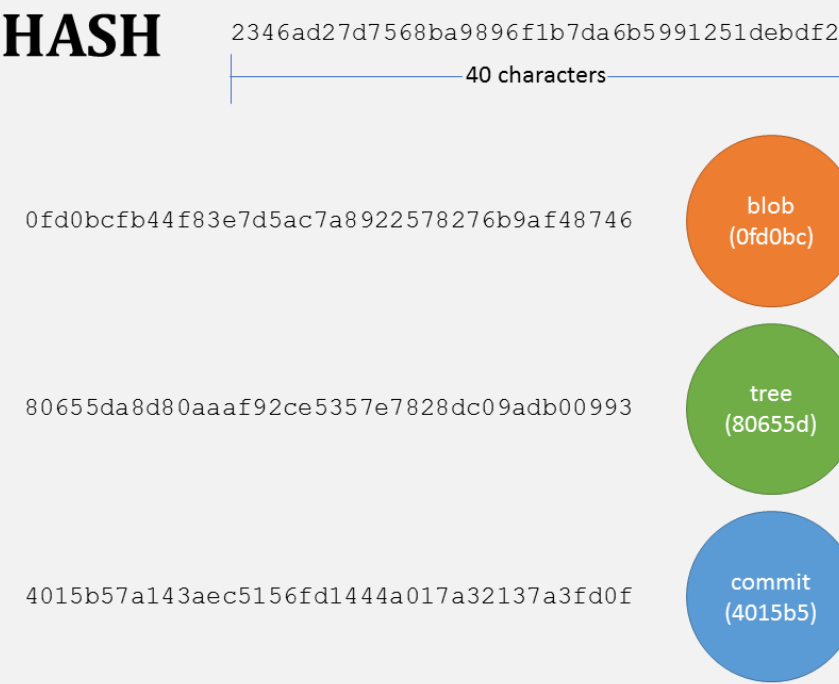 HASH
2346ad27d7568ba9896f1b7da6b5991251debdf2
40 characters
0fd0bcfb44f83e7d5ac7a8922578276b9af48746
blob
(0fd0bc)
80655da8d80aaaf92ce5357e7828dc09adb00993
tree
(80655d)
4015b57a143aec5156fd1444a017a32137a3fd0f
commit
(4015b5)